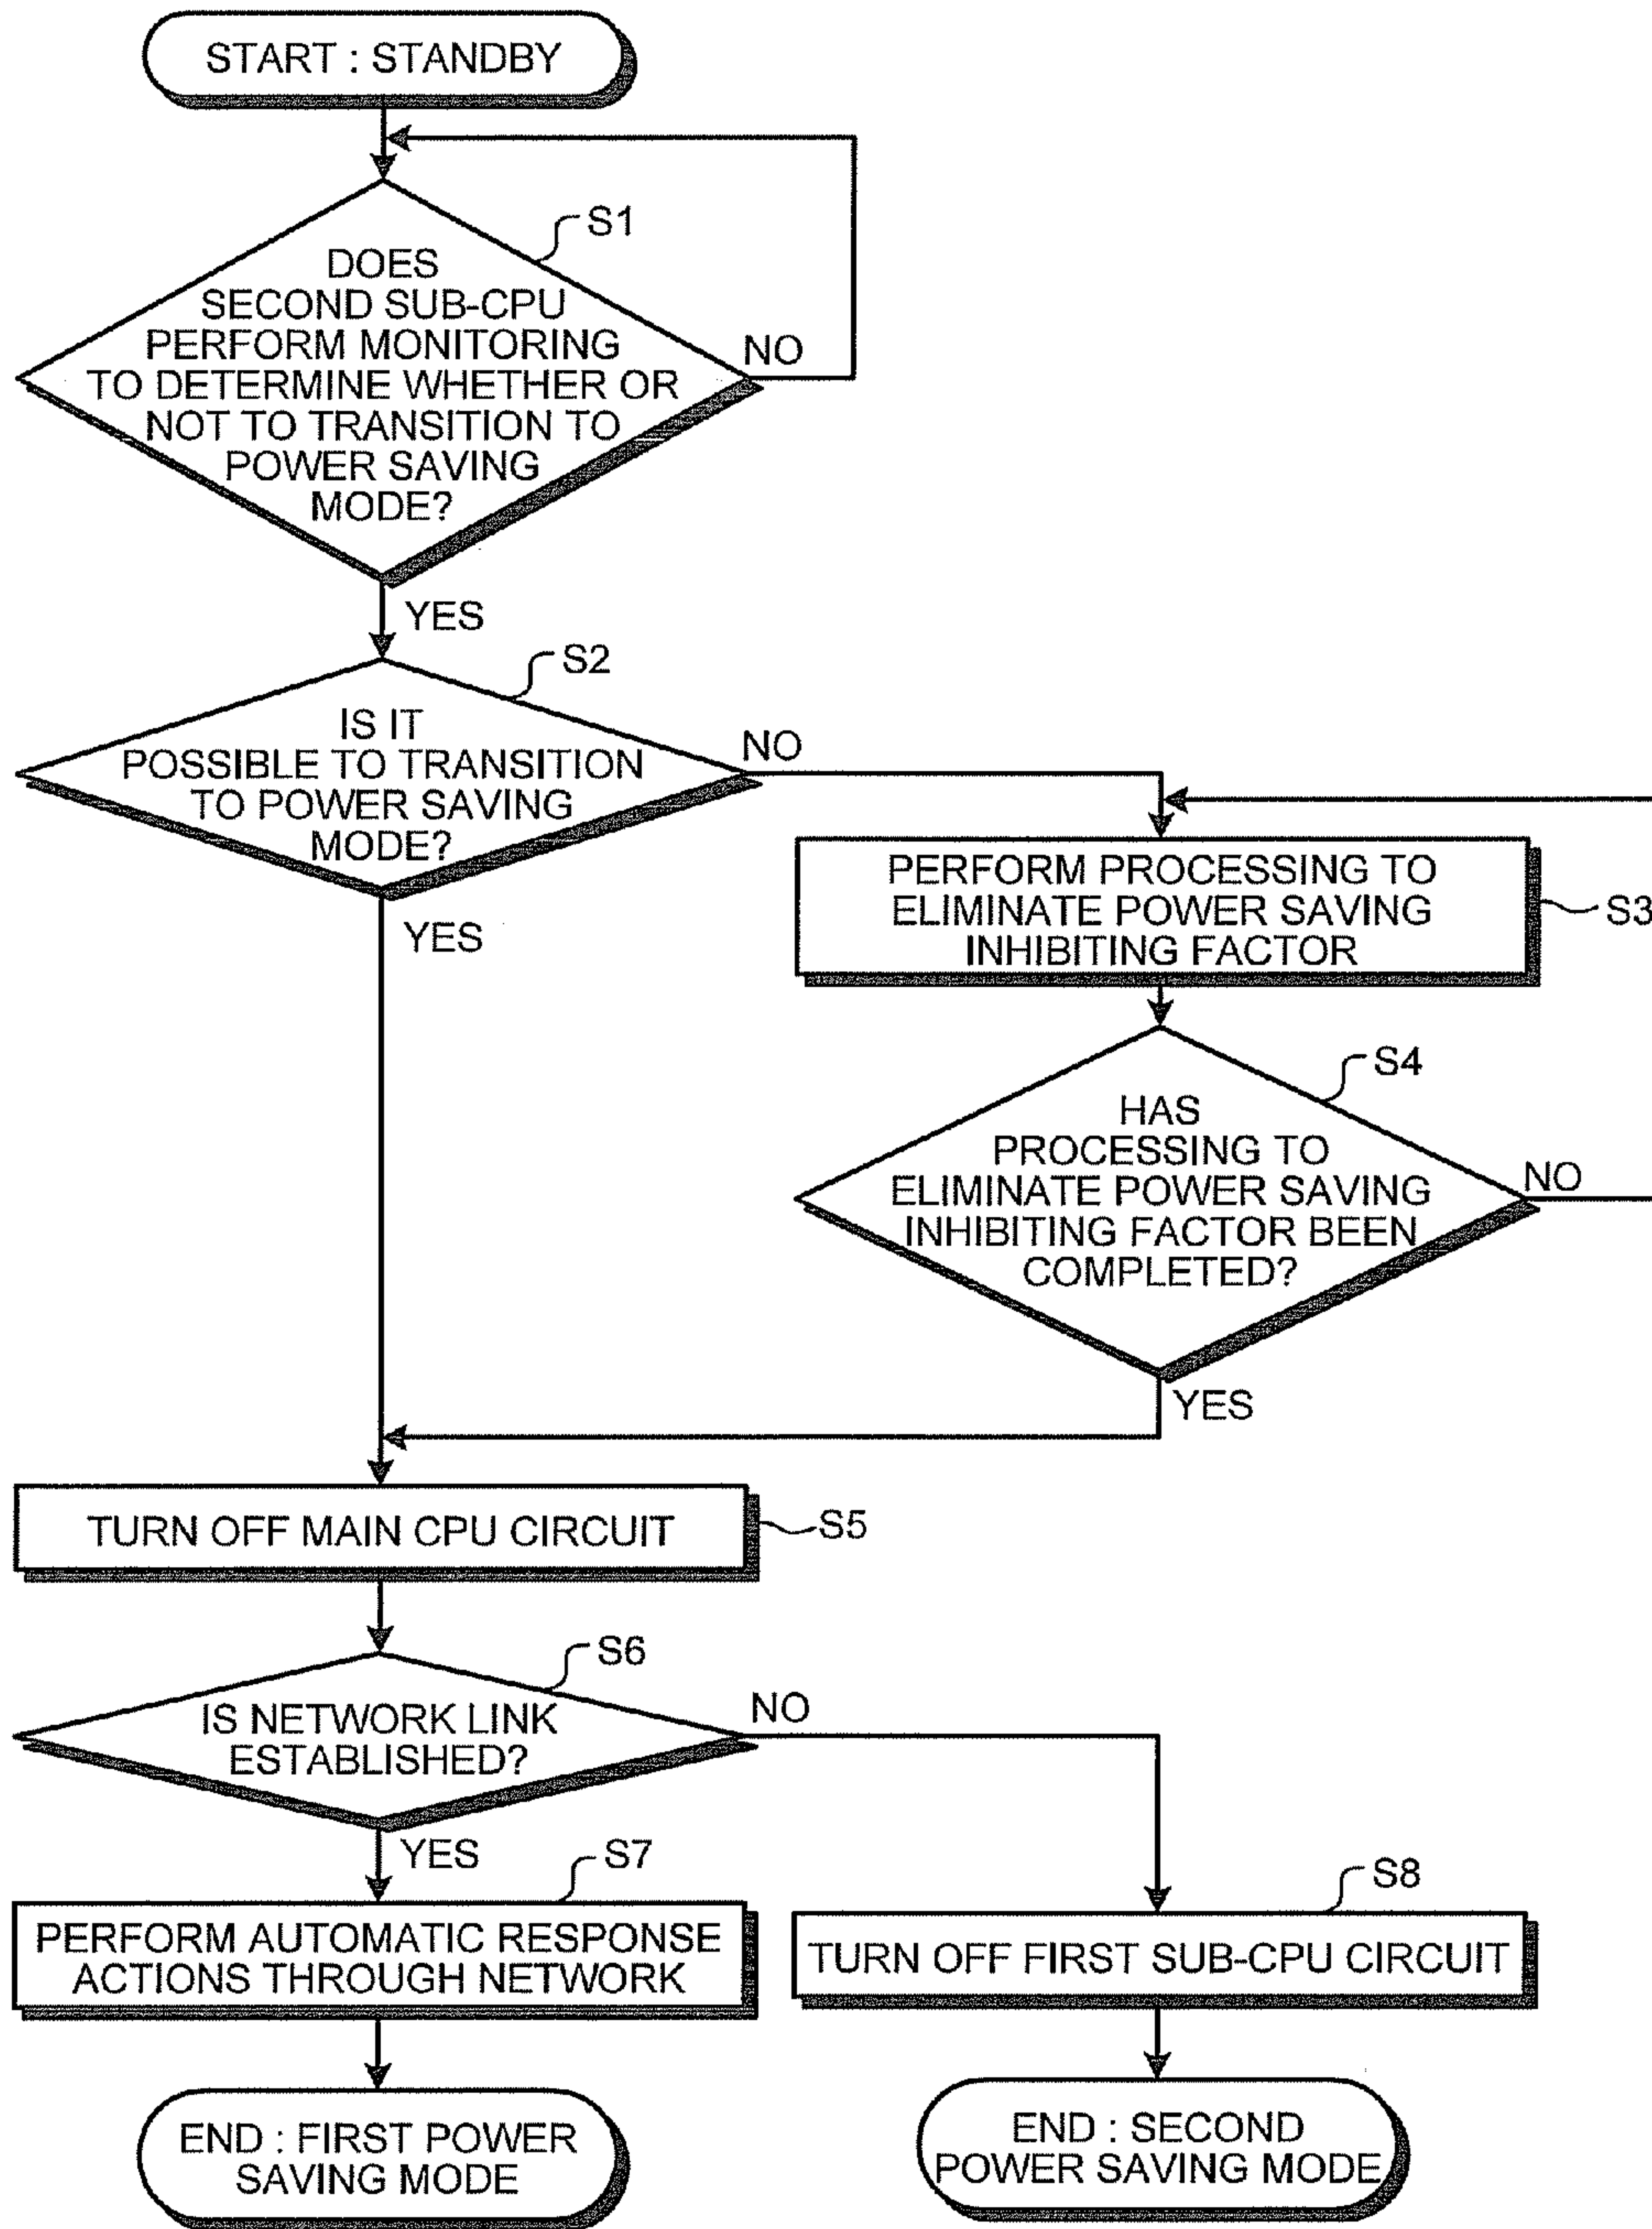 START : STANDBY
S1
DOES
SECOND SUB-CPU
PERFORM MONITORING
TO DETERMINE WHETHER OR
NOT TO TRANSITION TO
POWER SAVING
MODE?
NO
YES
S2
IS IT
POSSIBLE TO TRANSITION
TO POWER SAVING
MODE?
NO
YES
PERFORM PROCESSING TO
ELIMINATE POWER SAVING
INHIBITING FACTOR
S3
S4
HAS
PROCESSING TO
ELIMINATE POWER SAVING
INHIBITING FACTOR BEEN
COMPLETED?
NO
YES
TURN OFF MAIN CPU CIRCUIT
S5
S6
IS NETWORK LINK
ESTABLISHED?
NO
YES
S7
PERFORM AUTOMATIC RESPONSE
ACTIONS THROUGH NETWORK
S8
TURN OFF FIRST SUB-CPU CIRCUIT
END : FIRST POWER
SAVING MODE
END : SECOND
POWER SAVING MODE